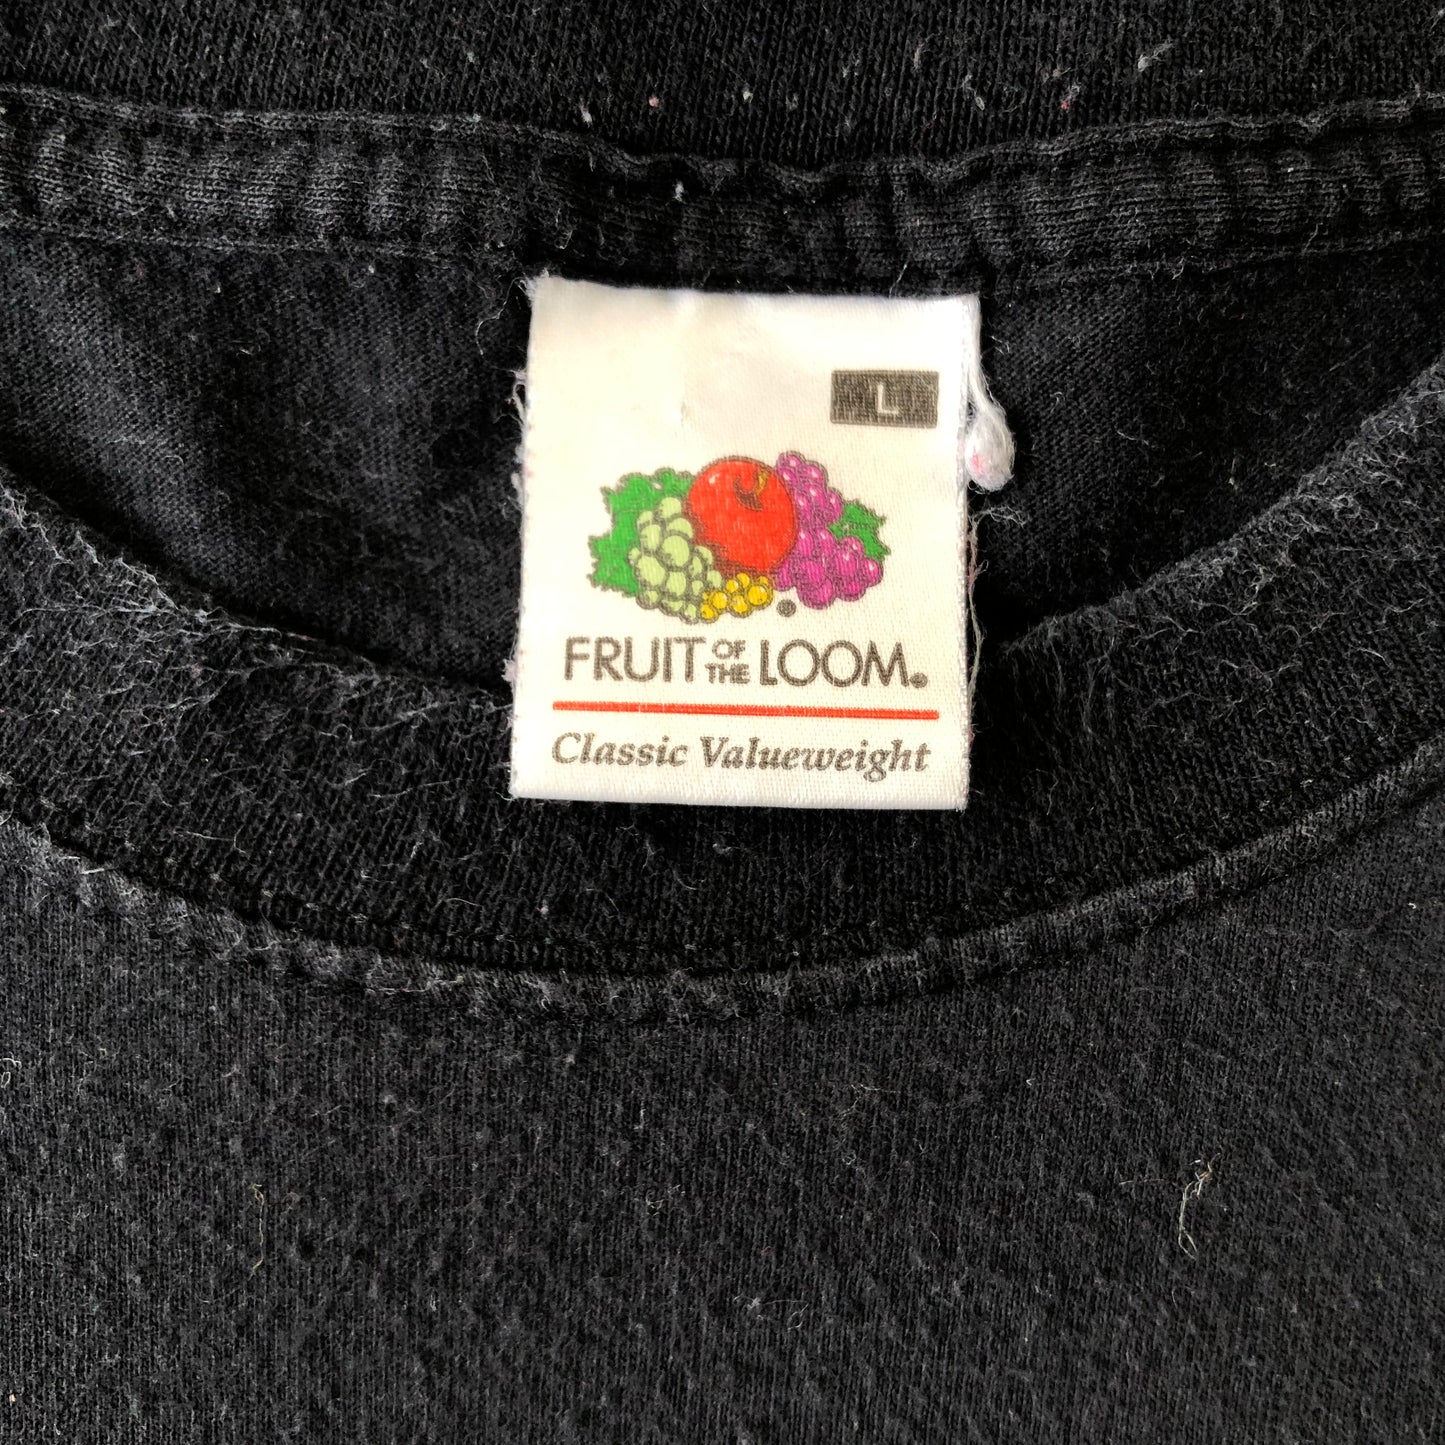 L
FRUIT OF THE LOOM®
Classic Valueweight